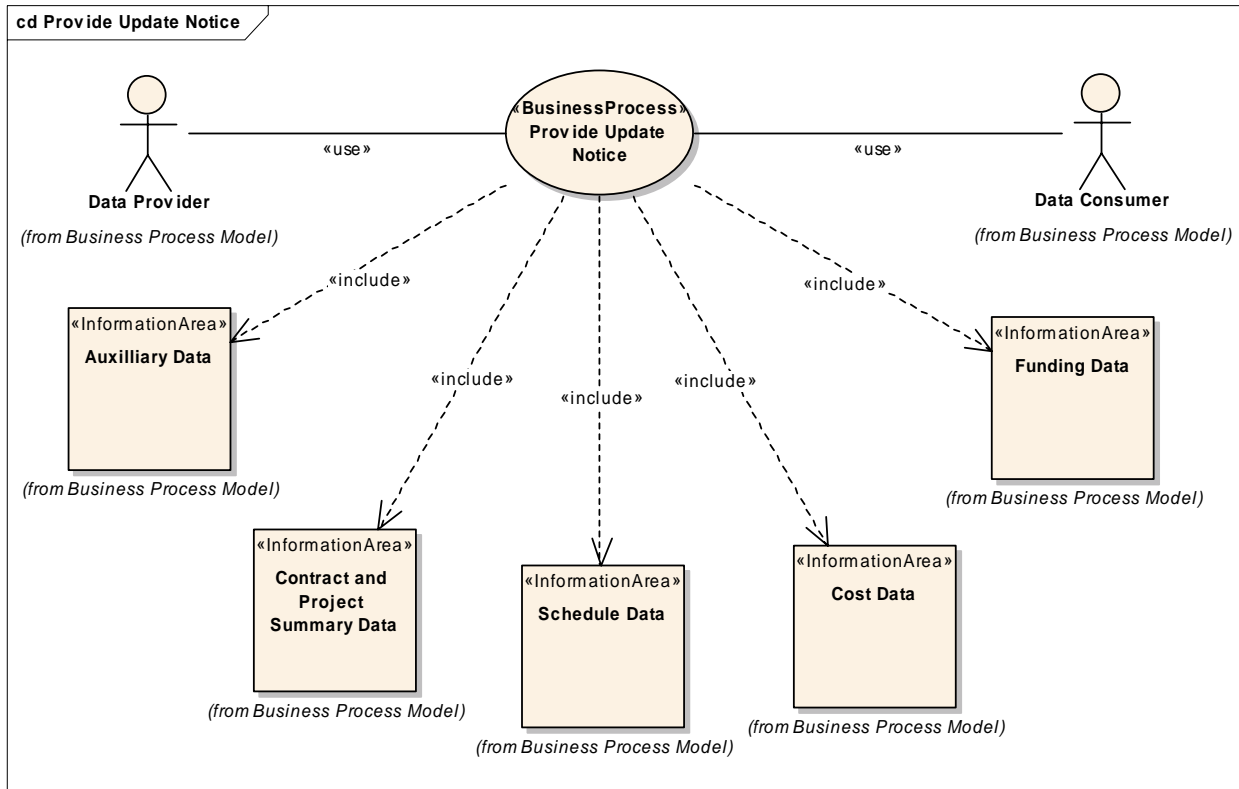 cd Provide Update Notice
«BusinessProcess»
Provide Update
Notice
«use»
«use»
Data Provider
(from Business Process Model)
Data Consumer
(from Business Process Model)
«include»
«include»
«include»
«include»
«include»
«InformationArea»
Auxilliary Data
(from Business Process Model)
«InformationArea»
Funding Data
(from Business Process Model)
«InformationArea»
Contract and
Project
Summary Data
(from Business Process Model)
«InformationArea»
Schedule Data
(from Business Process Model)
«InformationArea»
Cost Data
(from Business Process Model)